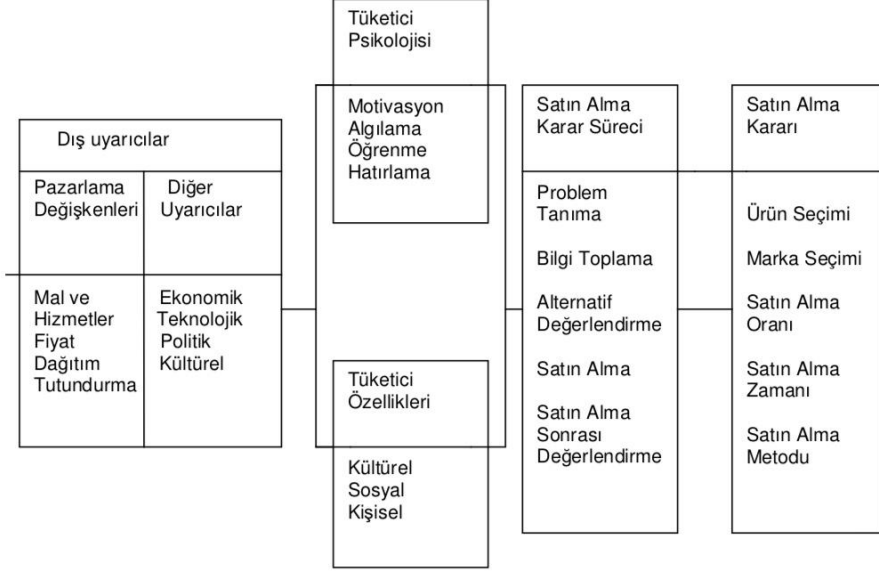 Dış uyarıcılar
Pazarlama
Değişkenleri
Diğer
Uyarıcılar
Mal ve
Hizmetler
Fiyat
Dağıtım
Tutundurma
Ekonomik
Teknolojik
Politik
Kültürel
Tüketici
Psikolojisi
Motivasyon
Algılama
Öğrenme
Hatırlama
Tüketici
Özellikleri
Kültürel
Sosyal
Kişisel
Satın Alma
Karar Süreci
Problem
Tanıma
Bilgi Toplama
Alternatif
Değerlendirme
Satın Alma
Satın Alma
Sonrası
Değerlendirme
Satın Alma
Kararı
Ürün Seçimi
Marka Seçimi
Satın Alma
Oranı
Satın Alma
Zamanı
Satın Alma
Metodu